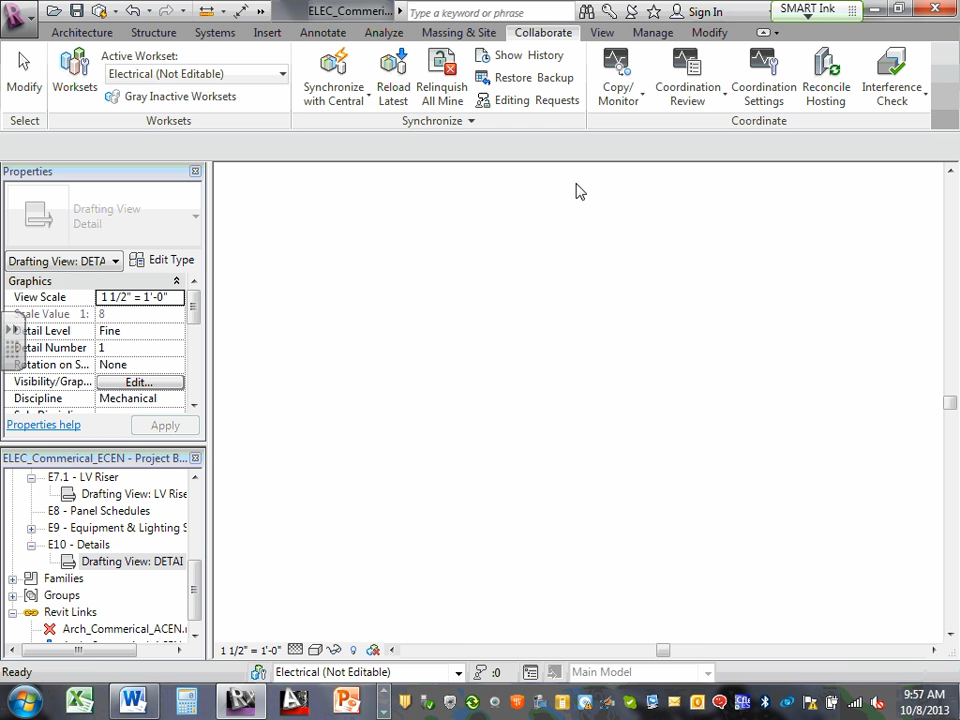 ELEC_Commeri...
Type a keyword or phrase
Sign In
SMART Ink
Architecture
Structure
Systems
Insert
Annotate
Analyze
Massing & Site
Collaborate
View
Manage
Modify
Modify
Worksets
Active Workset:
Electrical (Not Editable)
Gray Inactive Worksets
Synchronize
with Central
Reload
Latest
Relinquish
All Mine
Show History
Restore Backup
Editing Requests
Copy/
Monitor
Coordination
Review
Coordination
Settings
Reconcile
Hosting
Interference
Check
Select
Worksets
Synchronize
Coordinate
Properties
Drafting View
Detail
Drafting View: DETA
Edit Type
Graphics
View Scale
1 1/2" = 1'-0"
Scale Value 1:
8
Detail Level
Fine
Detail Number
1
Rotation on S...
None
Visibility/Grap...
Edit...
Discipline
Mechanical
Properties help
Apply
ELEC_Commerical_ECEN - Project B...
E7.1 - LV Riser
Drafting View: LV Rise
E8 - Panel Schedules
E9 - Equipment & Lighting S
E10 - Details
Drafting View: DETAI
Families
Groups
Revit Links
Arch_Commerical_ACEN.r
1 1/2" = 1'-0"
Ready
Electrical (Not Editable)
:0
Main Model
9:57 AM
10/8/2013